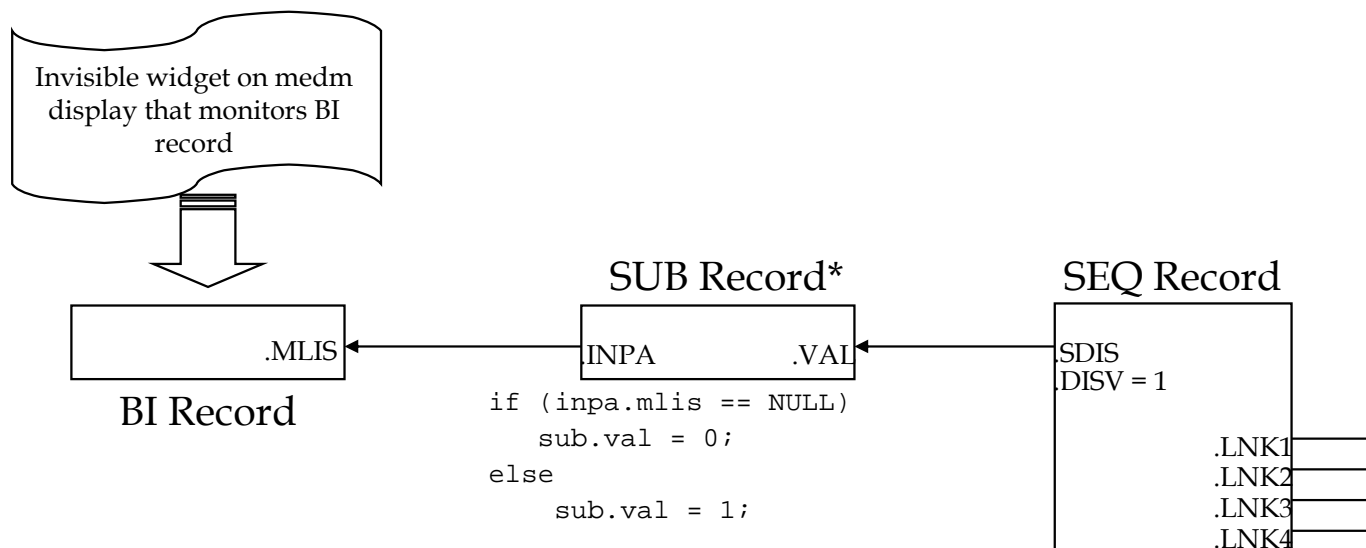 Invisible widget on medm
display that monitors BI
record
SUB Record*
SEQ Record
.MLIS
.INPA
.VAL
.SDIS
.DISV = 1
BI Record
if (inpa.mlis == NULL)
sub.val = 0;
else
sub.val = 1;
.LNK1
.LNK2
.LNK3
.LNK4